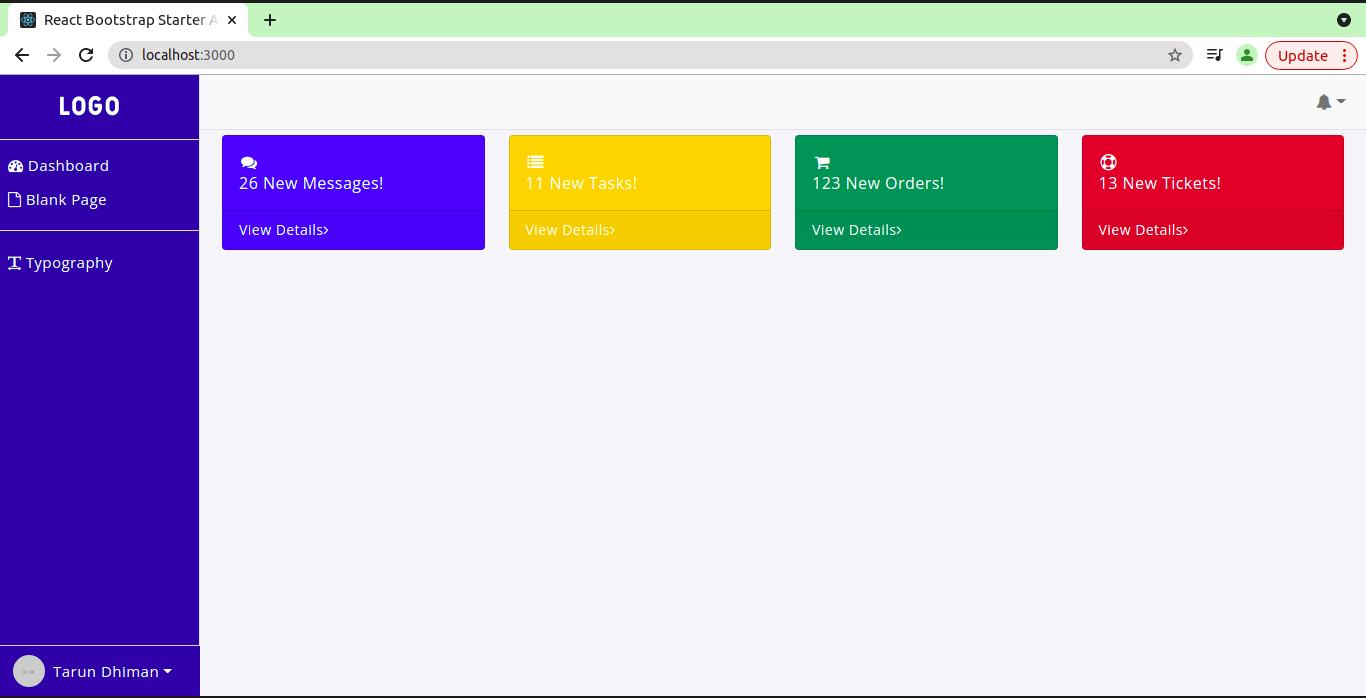 React Bootstrap Starter A
localhost:3000
Update
LOGO
Dashboard
Blank Page
Typography
Tarun Dhiman
26 New Messages!
View Details
11 New Tasks!
View Details
123 New Orders!
View Details
13 New Tickets!
View Details